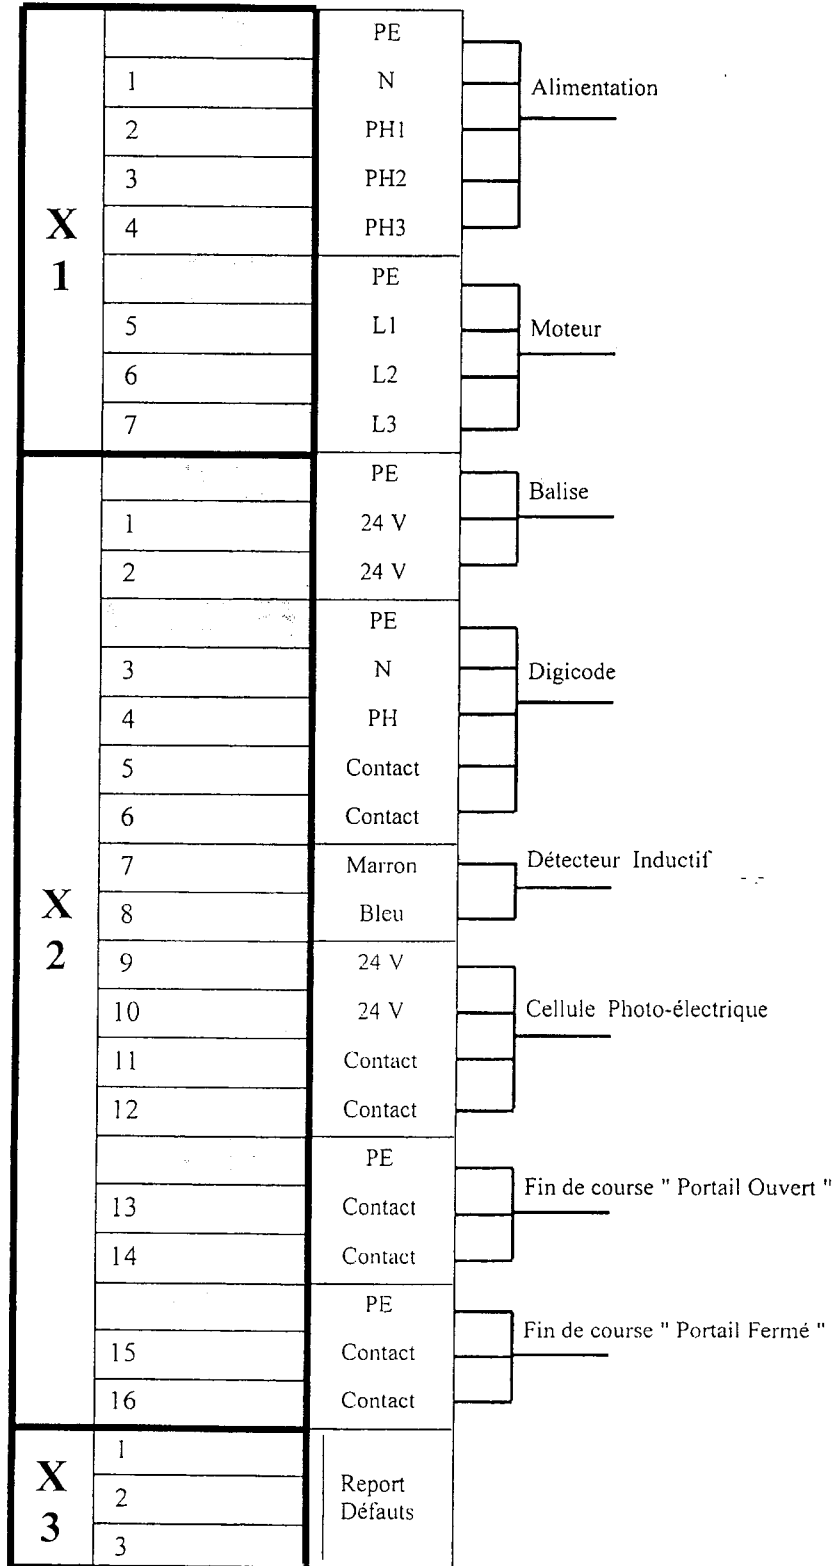 PE
1 N Alimentation
2 PH1
3 PH2
X 4 PH3
1 PE
5 L1 Moteur
6 L2
7 L3
PE Balise
1 24 V
2 24 V
PE
3 N Digicode
4 PH
5 Contact
6 Contact
7 Marron Détecteur Inductif
X 8 Bleu
2 9 24 V
10 24 V Cellule Photo-électrique
11 Contact
12 Contact
PE
13 Contact Fin de course " Portail Ouvert "
14 Contact
PE
15 Contact Fin de course " Portail Fermé "
16 Contact
1
X 2 Report
3 Défauts
3